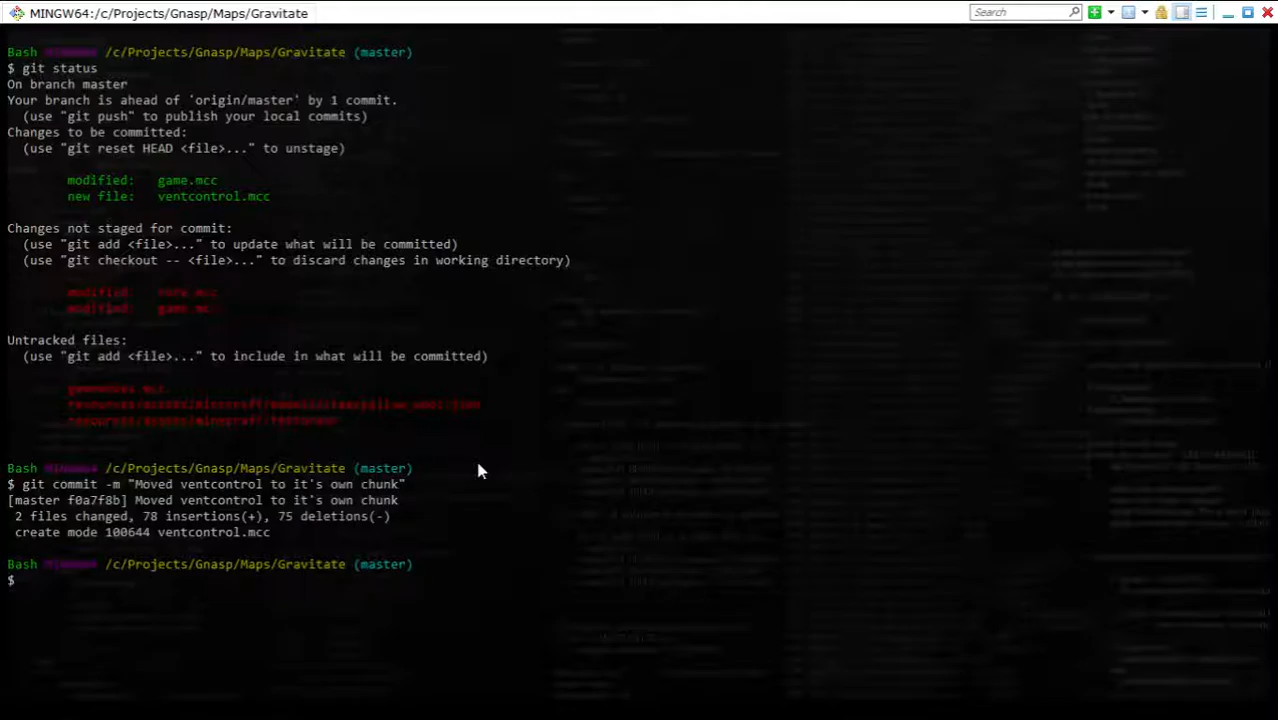 MINGW64:/c/Projects/Gnasp/Maps/Gravitate
Search
Bash /c/Projects/Gnasp/Maps/Gravitate (master)
$ git status
On branch master
Your branch is ahead of 'origin/master' by 1 commit.
(use "git push" to publish your local commits)
Changes to be committed:
(use "git reset HEAD <file>..." to unstage)
modified: game.mcc
new file: ventcontrol.mcc
Changes not staged for commit:
(use "git add <file>..." to update what will be committed)
(use "git checkout -- <file>..." to discard changes in working directory)
modified:
modified: game.mcc
Untracked files:
(use "git add <file>..." to include in what will be committed)
Bash /c/Projects/Gnasp/Maps/Gravitate (master)
$ git commit -m "Moved ventcontrol to it's own chunk"
[master f0a7f8b] Moved ventcontrol to it's own chunk
2 files changed, 78 insertions(+), 75 deletions(-)
create mode 100644 ventcontrol.mcc
Bash /c/Projects/Gnasp/Maps/Gravitate (master)
$